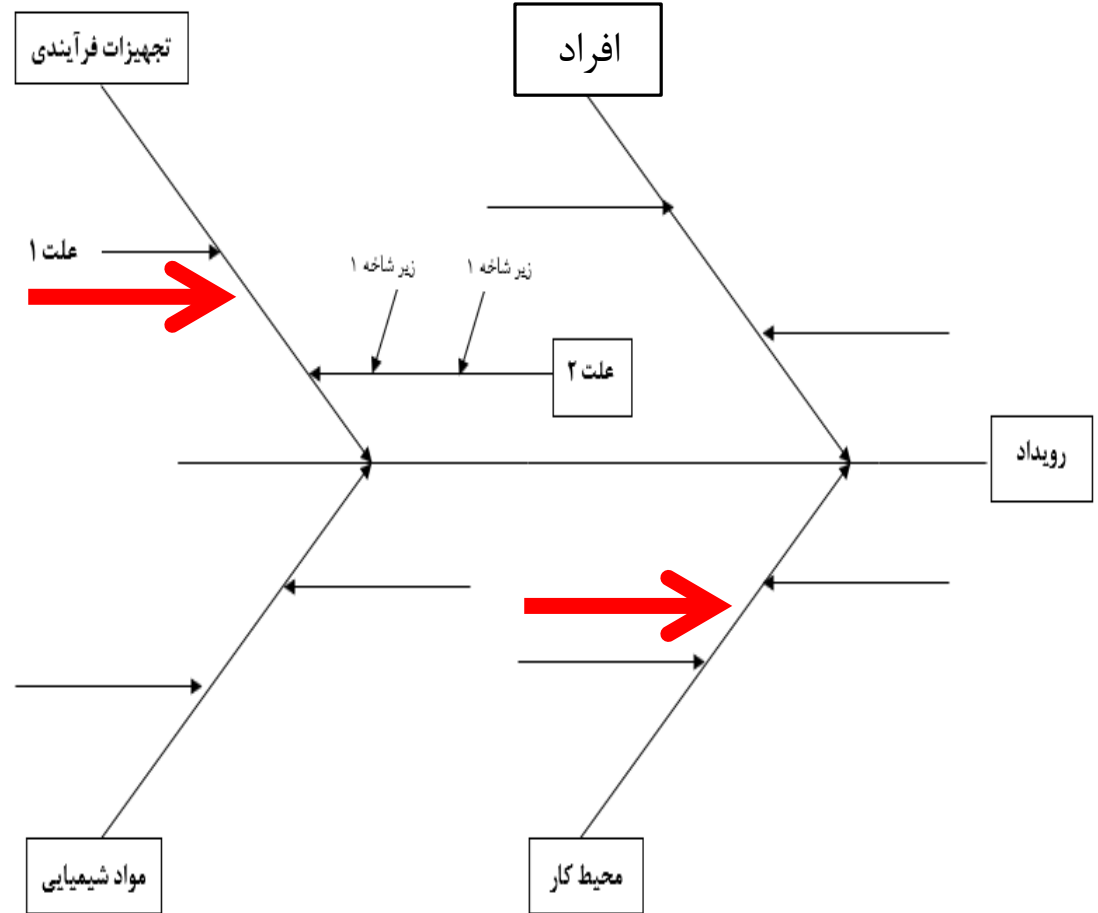 افراد
تجهیزات فرآیندی
علت ۱
زیر شاخه ۱
زیر شاخه ۱
علت ۲
رویداد
محیط کار
مواد شیمیایی